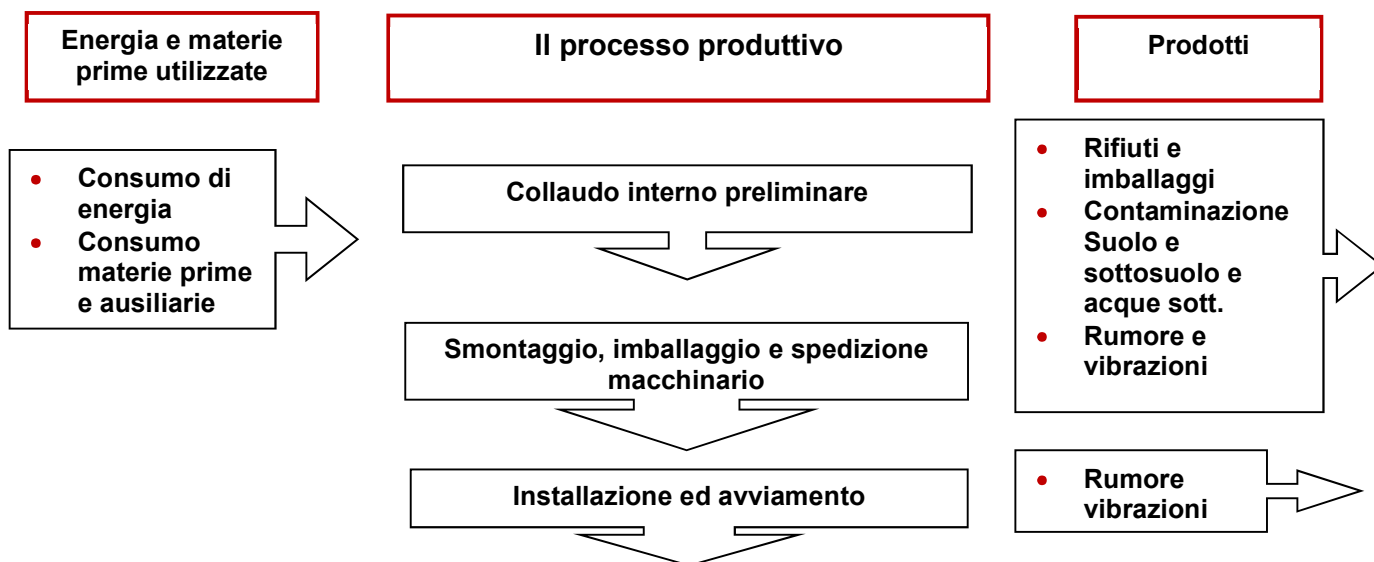 Energia e materie
prime utilizzate
Il processo produttivo
Prodotti
Consumo di
energia
Consumo
materie prime
e ausiliarie
Collaudo interno preliminare
Smontaggio, imballaggio e spedizione
macchinario
Installazione ed avviamento
Rifiuti e
imballaggi
Contaminazione
Suolo e
sottosuolo e
acque sott.
Rumore e
vibrazioni
Rumore
vibrazioni